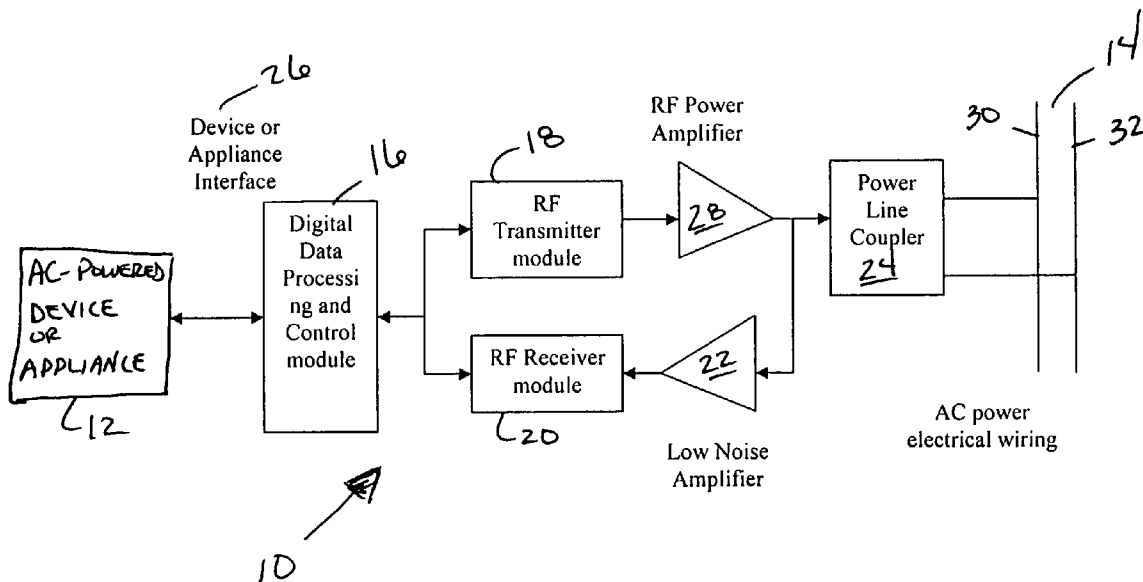 26
Device or
Appliance
Interface
16
Digital
Data
Processi
ng and
Control
module
AC-POWERED
DEVICE
OR
APPLIANCE
12
18
RF
Transmitter
module
RF Receiver
module
20
RF Power
Amplifier
28
22
Low Noise
Amplifier
Power
Line
Coupler
24
14
30
32
AC power
electrical wiring
10